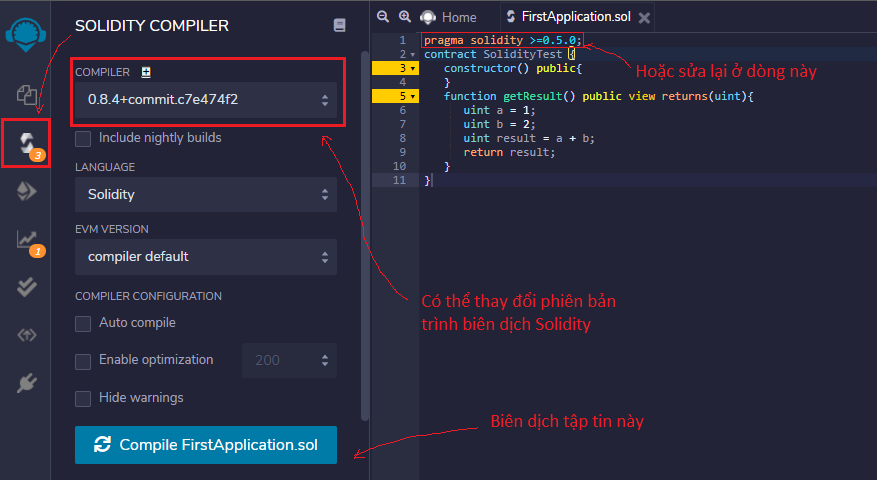 SOLIDITY COMPILER
COMPILER
0.8.4+commit.c7e474f2
Include nightly builds
LANGUAGE
Solidity
EVM VERSION
compiler default
COMPILER CONFIGURATION
Auto compile
Enable optimization
200
Hide warnings
Compile FirstApplication.sol
3
1
Home
FirstApplication.sol
1 pragma solidity >=0.5.0;
2 contract SolidityTest {
3 constructor() public{
4 }
5 function getResult() public view returns(uint){
6 uint a = 1;
7 uint b = 2;
8 uint result = a + b;
9 return result;
10 }
11 }
Hoặc sửa lại ở dòng này
Có thể thay đổi phiên bản
trình biên dịch Solidity
Biên dịch tập tin này